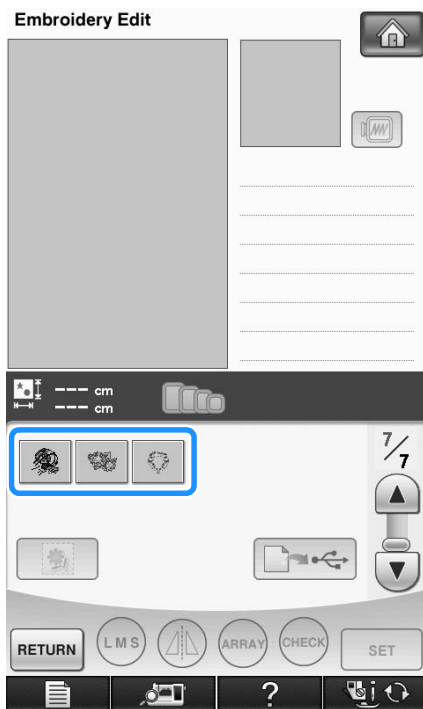 Embroidery Edit
--- cm
--- cm
7/7
RETURN
LMS
ARRAY
CHECK
SET
?